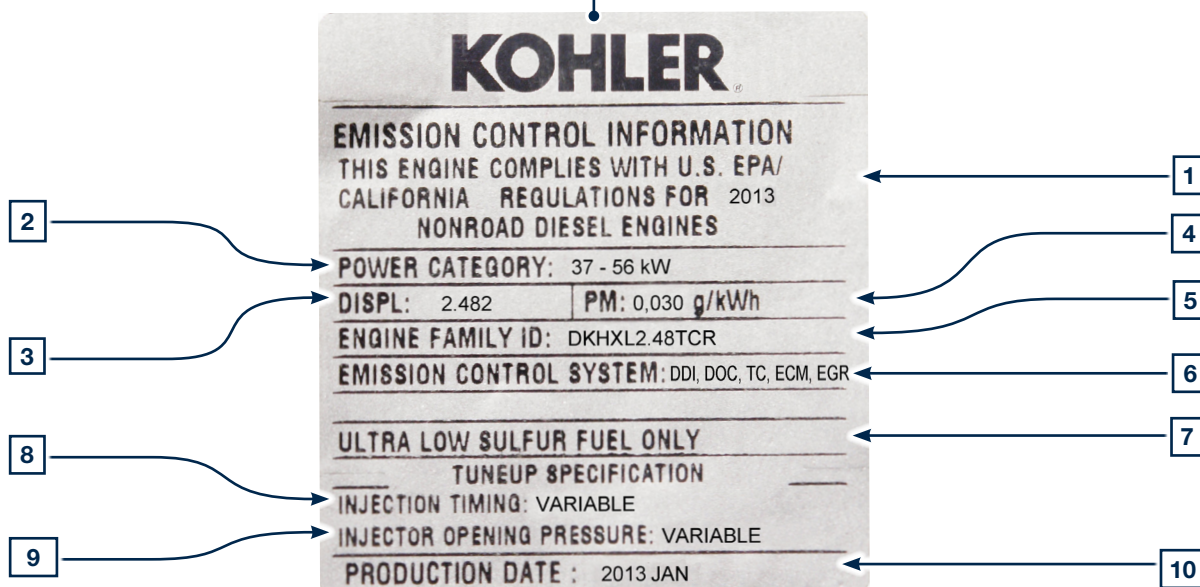 KOHLER®
EMISSION CONTROL INFORMATION
THIS ENGINE COMPLIES WITH U.S. EPA/
1
CALIFORNIA REGULATIONS FOR 2013
2
NONROAD DIESEL ENGINES
4
POWER CATEGORY: 37 - 56 kW
DISPL: 2.482 PM: 0,030 g/kWh
5
ENGINE FAMILY ID: DKHXL2.48TCR
3
EMISSION CONTROL SYSTEM: DDI, DOC, TC, ECM, EGR
6
ULTRA LOW SULFUR FUEL ONLY
7
8
TUNEUP SPECIFICATION
INJECTION TIMING: VARIABLE
INJECTOR OPENING PRESSURE: VARIABLE
9
PRODUCTION DATE : 2013 JAN
10